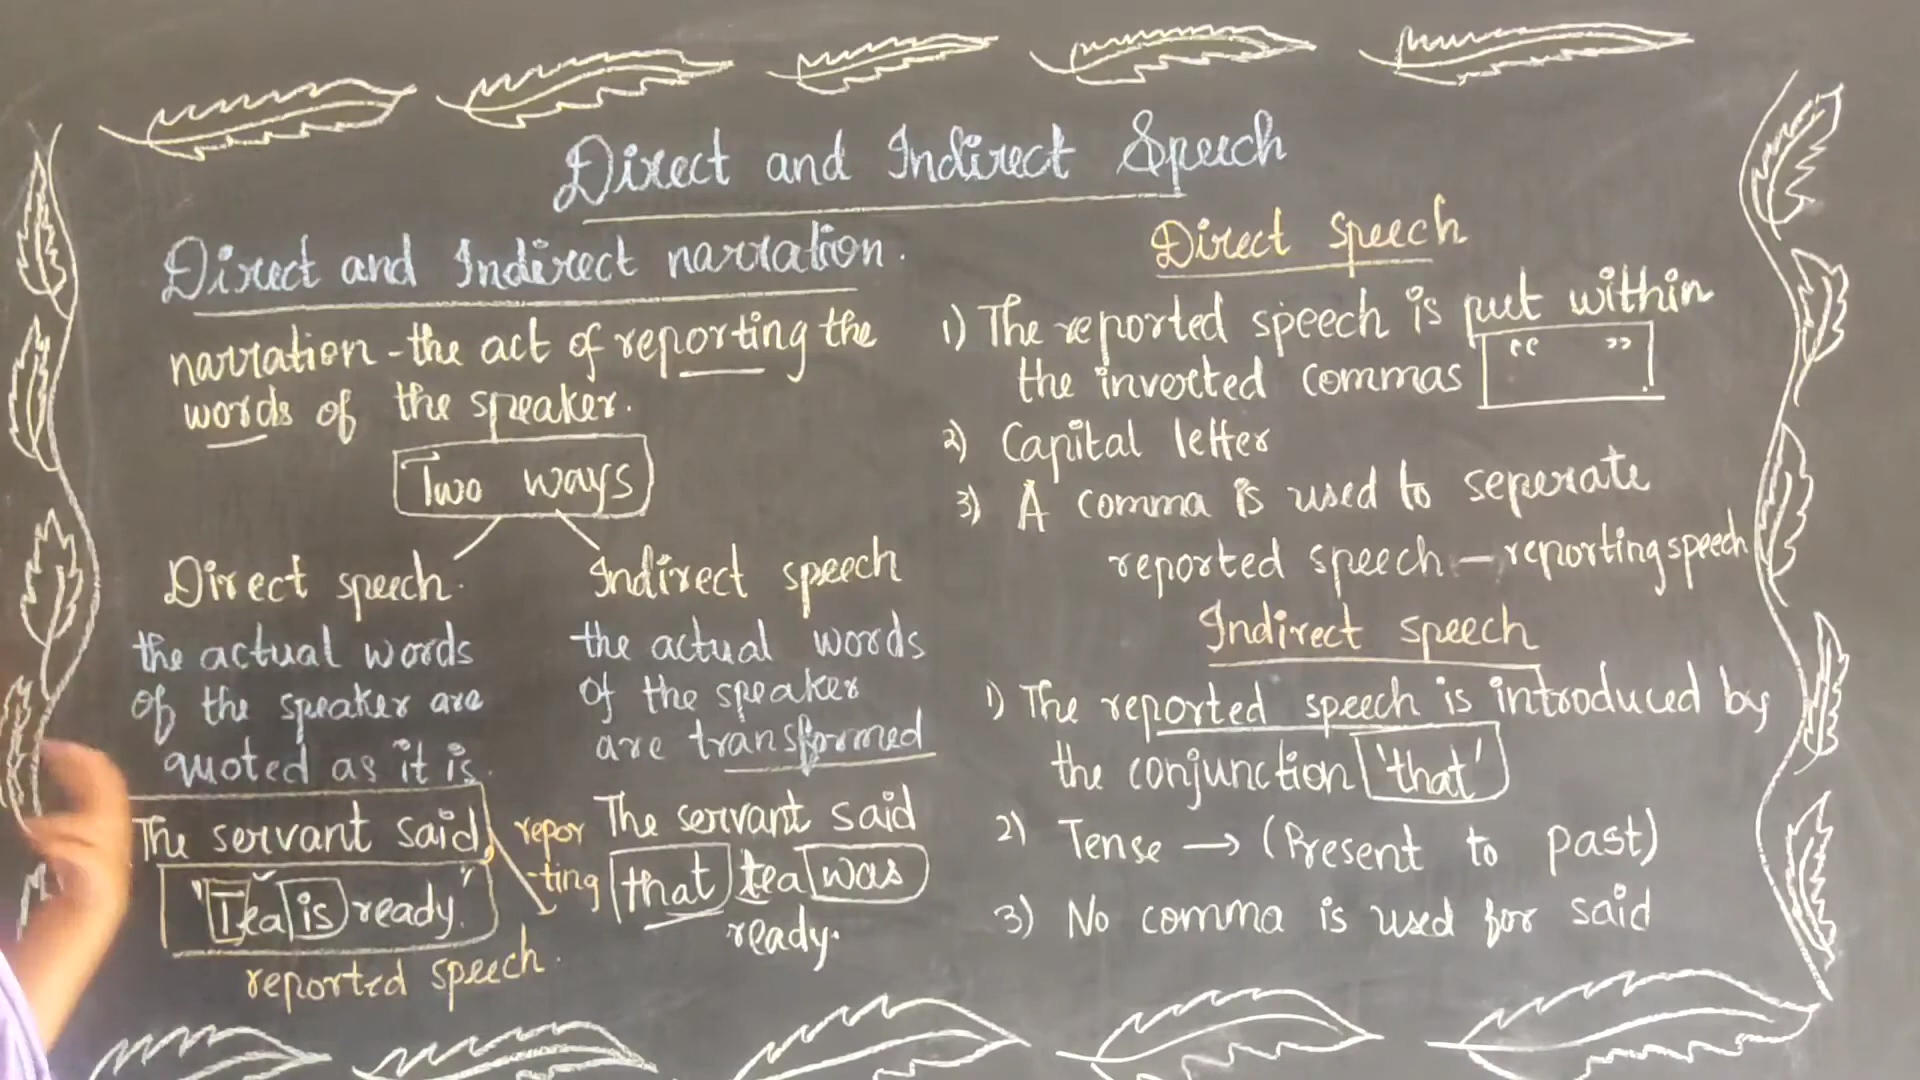 Direct and Indirect Speech
Direct and Indirect narration.
narration - the act of reporting the
words of the speaker.
Two ways
Direct speech.
the actual words
of the speaker are
quoted as it is.
The servant said,
"Tea is ready."
reported speech.
repor
-ting
Indirect speech
the actual words
of the speaker
are transformed
The servant said
that tea was
ready.
Direct speech
1) The reported speech is put within
the inverted commas “ ”
2) Capital letter
3) A comma is used to seperate
reported speech – reporting speech
Indirect speech
1) The reported speech is introduced by
the conjunction 'that'
2) Tense → (Present to past)
3) No comma is used for said